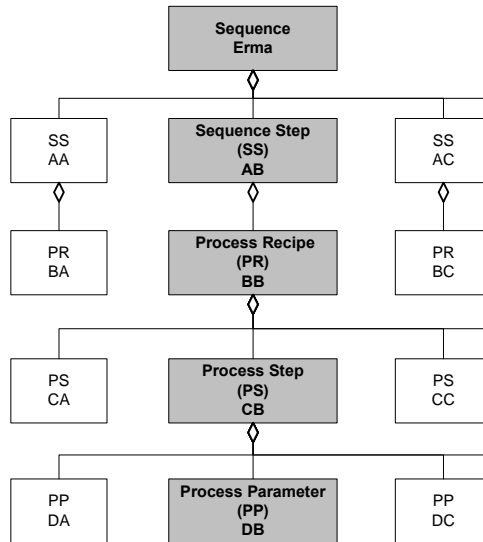 Sequence
Erma
SS
AA
Sequence Step
(SS)
AB
SS
AC
PR
BA
Process Recipe
(PR)
BB
PR
BC
PS
CA
Process Step
(PS)
CB
PS
CC
PP
DA
Process Parameter
(PP)
DB
PP
DC